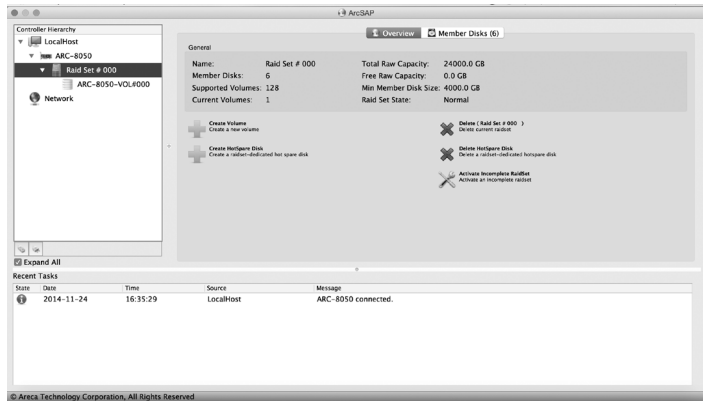 ArcSAP
Controller Hierarchy
LocalHost
ARC-8050
Raid Set # 000
ARC-8050-VOL#000
Network
Expand All
Overview
Member Disks (6)
General
Name: Raid Set # 000 Total Raw Capacity: 24000.0 GB
Member Disks: 6 Free Raw Capacity: 0.0 GB
Supported Volumes: 128 Min Member Disk Size: 4000.0 GB
Current Volumes: 1 Raid Set State: Normal
Create Volume
Create a new volume
Delete ( Raid Set # 000 )
Delete current raidset
Create HotSpare Disk
Create a raidset-dedicated hot spare disk
Delete HotSpare Disk
Delete a raidset-dedicated hotspare disk
Activate Incomplete RaidSet
Activate an incomplete raidset
Recent Tasks
State Date Time Source Message
2014-11-24 16:35:29 LocalHost ARC-8050 connected.
© Areca Technology Corporation, All Rights Reserved